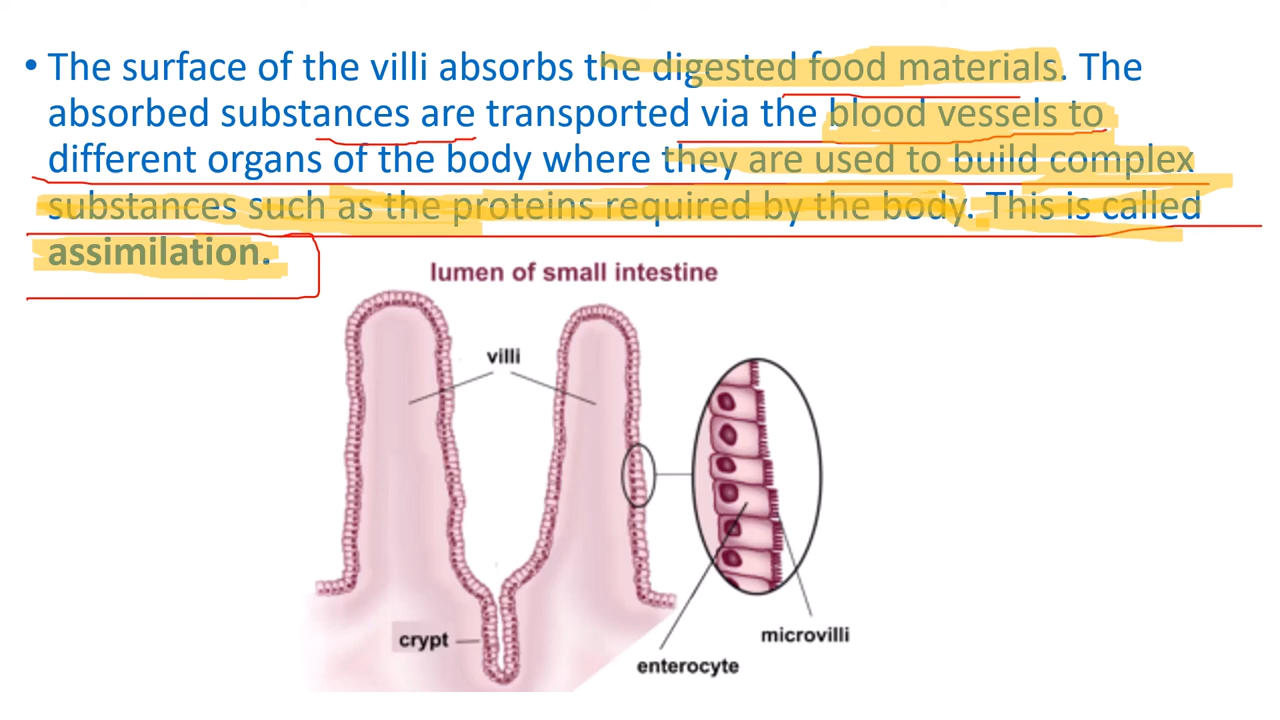 • The surface of the villi absorbs the digested food materials. The
absorbed substances are transported via the blood vessels to
different organs of the body where they are used to build complex
substances such as the proteins required by the body. This is called
assimilation.
lumen of small intestine
villi
crypt
microvilli
enterocyte